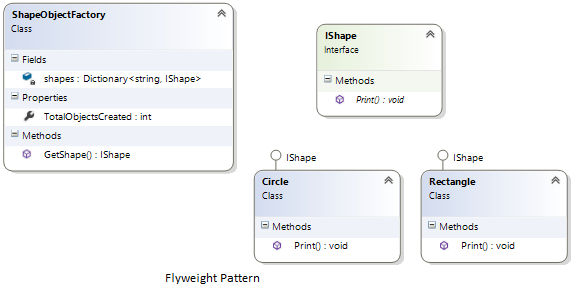 ShapeObjectFactory
Class
Fields
shapes : Dictionary<string, IShape>
Properties
TotalObjectsCreated : int
Methods
GetShape() : IShape
IShape
Interface
Methods
Print() : void
IShape
Circle
Class
Methods
Print() : void
IShape
Rectangle
Class
Methods
Print() : void
Flyweight Pattern